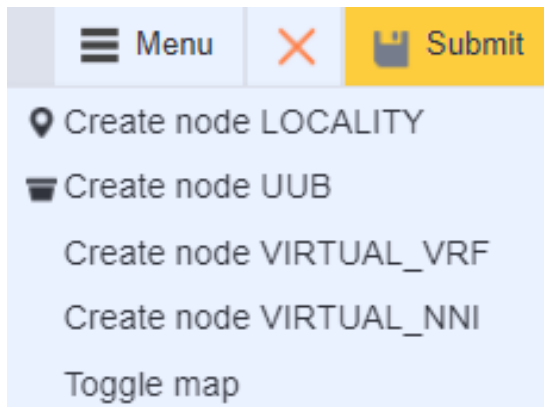 Menu Submit
Create node LOCALITY
Create node UUB
Create node VIRTUAL_VRF
Create node VIRTUAL_NNI
Toggle map